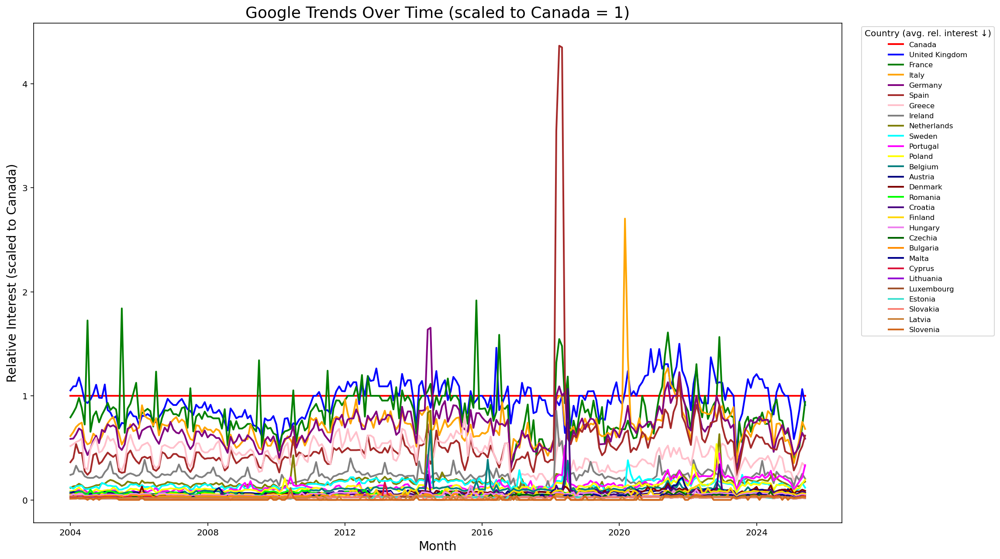 Google Trends Over Time (scaled to Canada = 1)
Relative Interest (scaled to Canada)
4
3
2
1
0
2004
2008
2012
2016
2020
2024
Month
Country (avg. rel. interest ↓)
Canada
United Kingdom
France
Italy
Germany
Spain
Greece
Ireland
Netherlands
Sweden
Portugal
Poland
Belgium
Austria
Denmark
Romania
Croatia
Finland
Hungary
Czechia
Bulgaria
Malta
Cyprus
Lithuania
Luxembourg
Estonia
Slovakia
Latvia
Slovenia